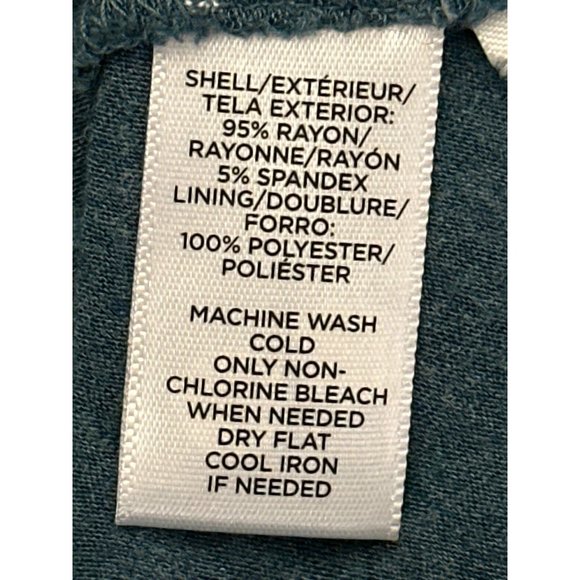 SHELL/EXTÉRIEUR/
TELA EXTERIOR:
95% RAYON/
RAYONNE/RAYÓN
5% SPANDEX
LINING/DOUBLURE/
FORRO:
100% POLYESTER/
POLIÉSTER
MACHINE WASH
COLD
ONLY NON-
CHLORINE BLEACH
WHEN NEEDED
DRY FLAT
COOL IRON
IF NEEDED